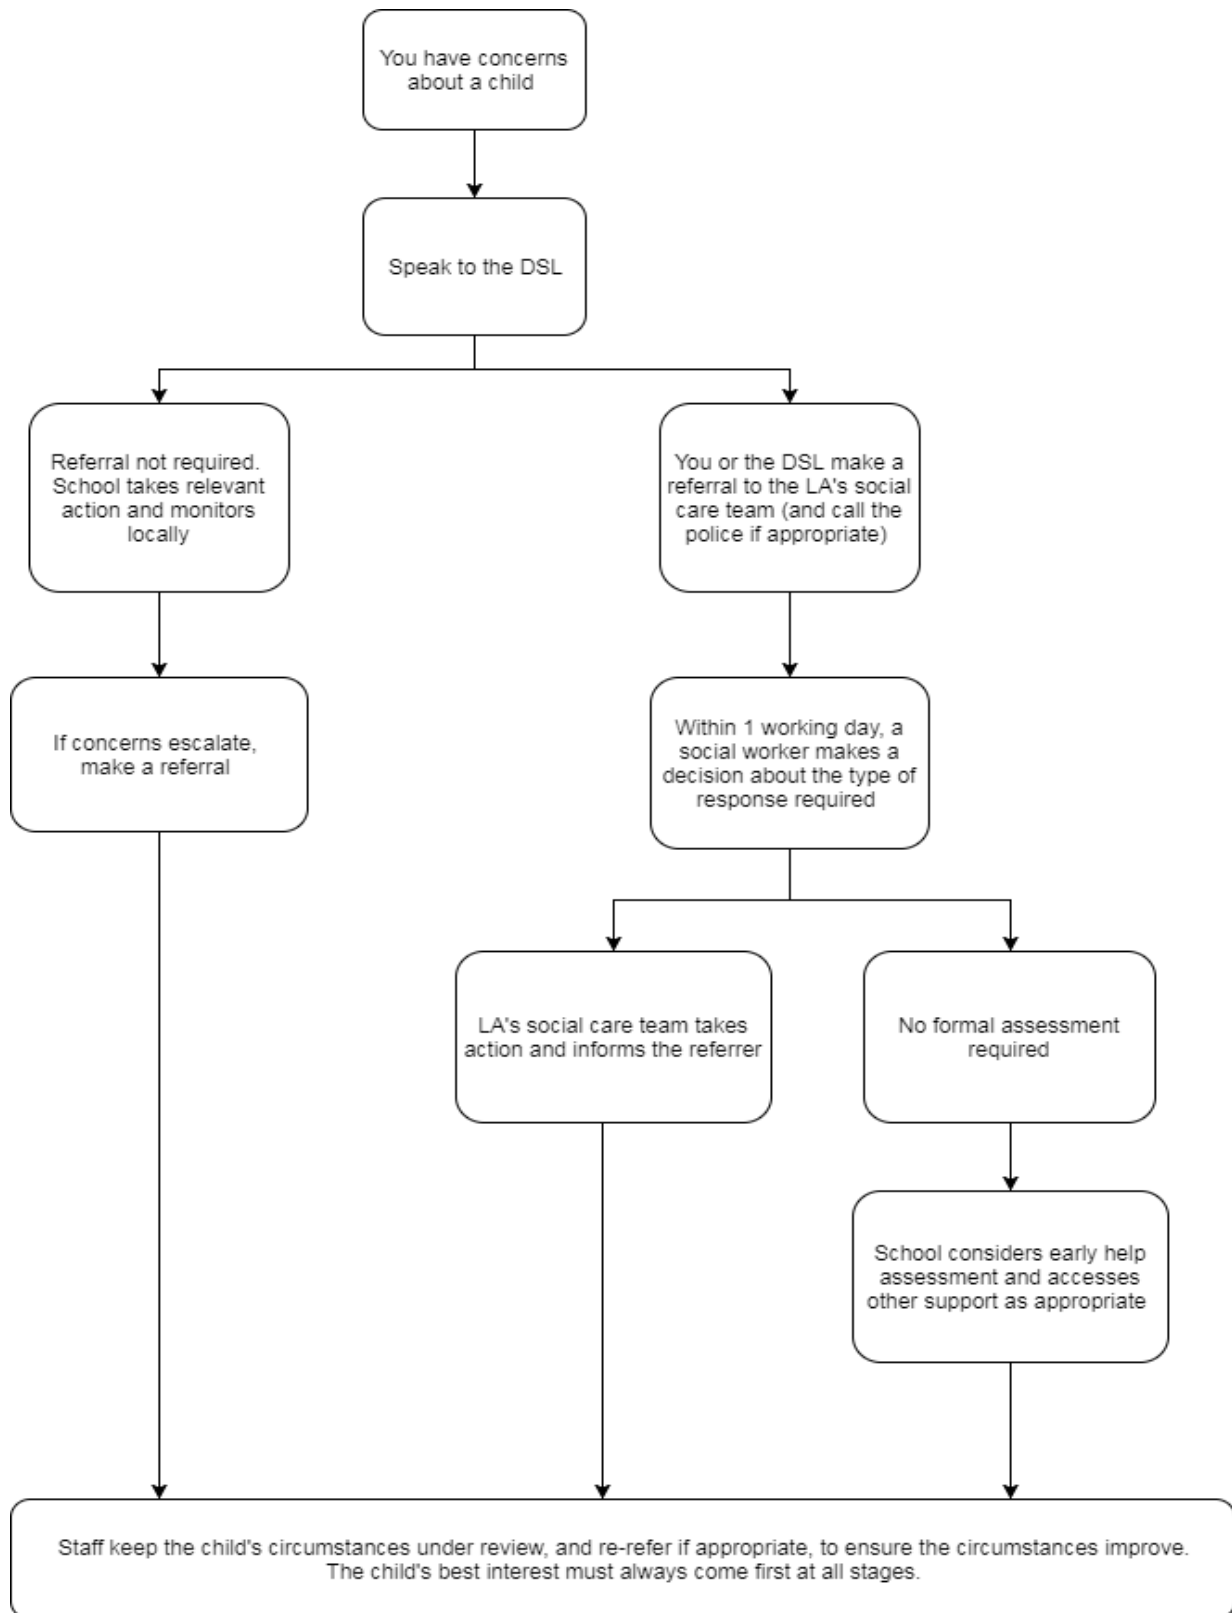 You have concerns
about a child
Speak to the DSL
Referral not required.
School takes relevant
action and monitors
locally
You or the DSL make a
referral to the LA's social
care team (and call the
police if appropriate)
If concerns escalate,
make a referral
Within 1 working day, a
social worker makes a
decision about the type of
response required
LA's social care team takes
action and informs the referrer
No formal assessment
required
School considers early help
assessment and accesses
other support as appropriate
Staff keep the child's circumstances under review, and re-refer if appropriate, to ensure the circumstances improve.
The child's best interest must always come first at all stages.